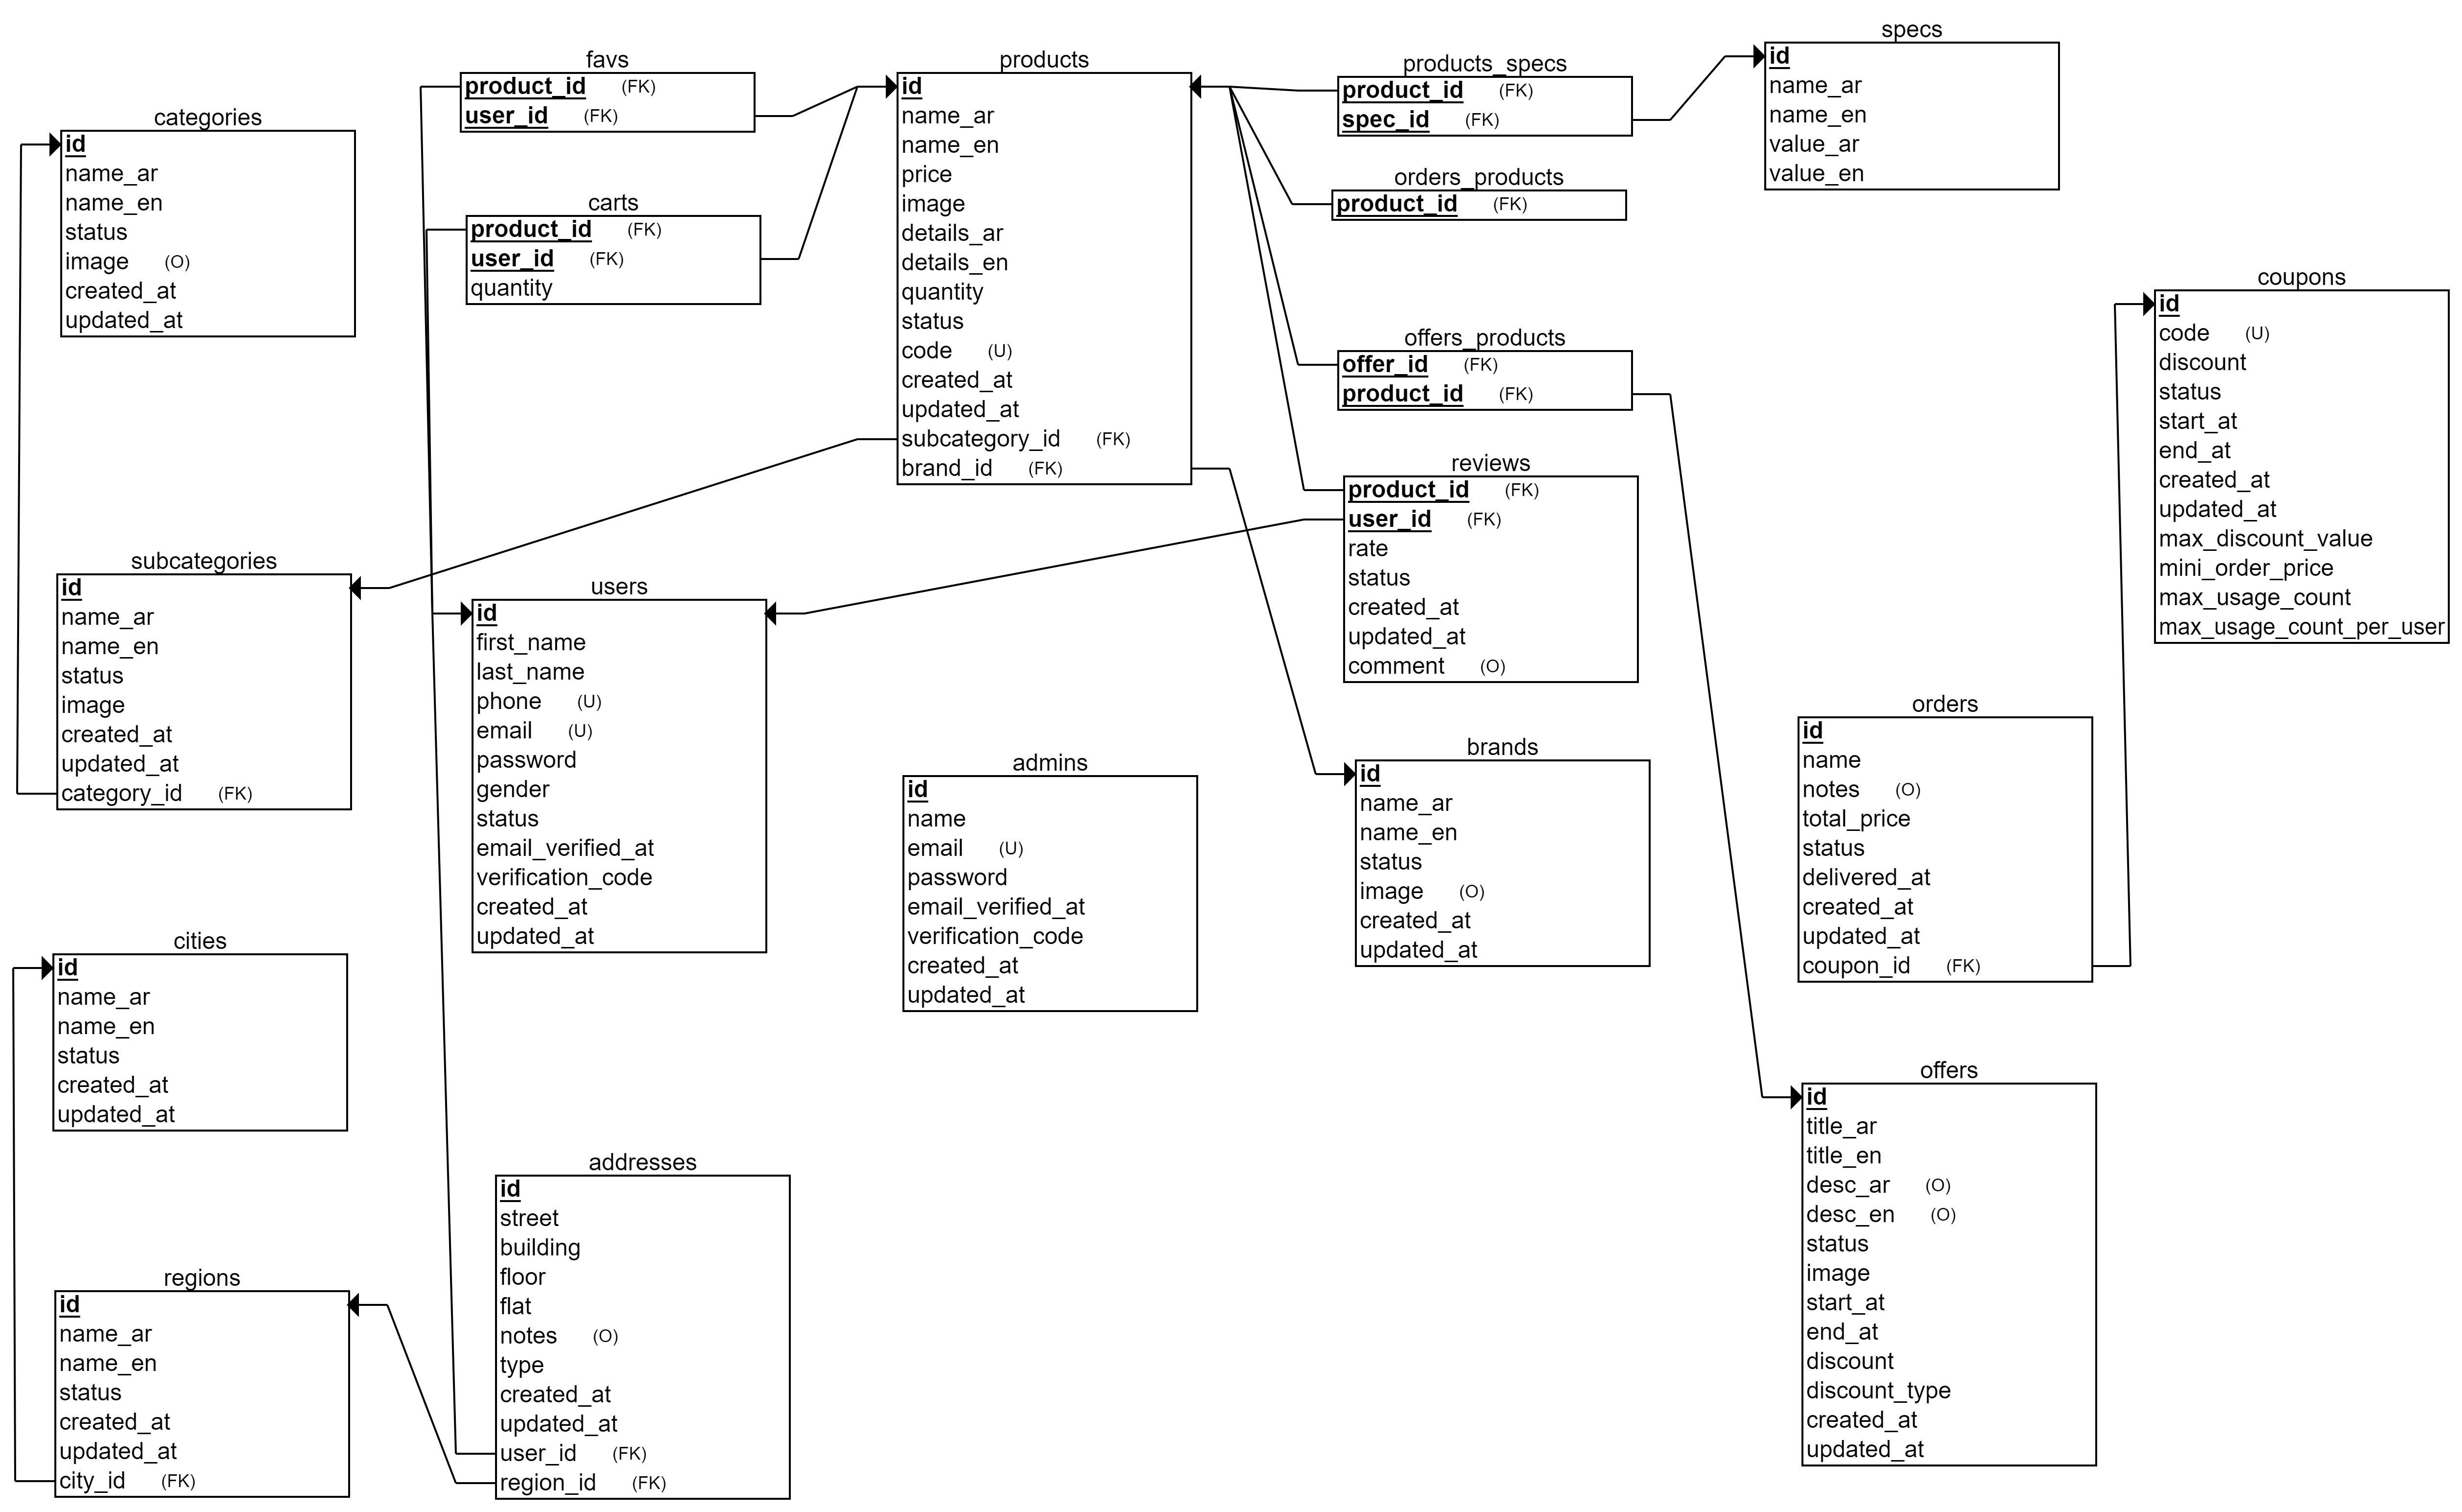 categories
id
name_ar
name_en
status
image (O)
created_at
updated_at
subcategories
id
name_ar
name_en
status
image
created_at
updated_at
category_id (FK)
cities
id
name_ar
name_en
status
created_at
updated_at
regions
id
name_ar
name_en
status
created_at
updated_at
city_id (FK)
favs
product_id (FK)
user_id (FK)
carts
product_id (FK)
user_id (FK)
quantity
users
id
first_name
last_name
phone (U)
email (U)
password
gender
status
email_verified_at
verification_code
created_at
updated_at
addresses
id
street
building
floor
flat
notes (O)
type
created_at
updated_at
user_id (FK)
region_id (FK)
products
id
name_ar
name_en
price
image
details_ar
details_en
quantity
status
code (U)
created_at
updated_at
subcategory_id (FK)
brand_id (FK)
admins
id
name
email (U)
password
email_verified_at
verification_code
created_at
updated_at
products_specs
product_id (FK)
spec_id (FK)
orders_products
product_id (FK)
offers_products
offer_id (FK)
product_id (FK)
reviews
product_id (FK)
user_id (FK)
rate
status
created_at
updated_at
comment (O)
brands
id
name_ar
name_en
status
image (O)
created_at
updated_at
specs
id
name_ar
name_en
value_ar
value_en
orders
id
name
notes (O)
total_price
status
delivered_at
created_at
updated_at
coupon_id (FK)
offers
id
title_ar
title_en
desc_ar (O)
desc_en (O)
status
image
start_at
end_at
discount
discount_type
created_at
updated_at
coupons
id
code (U)
discount
status
start_at
end_at
created_at
updated_at
max_discount_value
mini_order_price
max_usage_count
max_usage_count_per_user